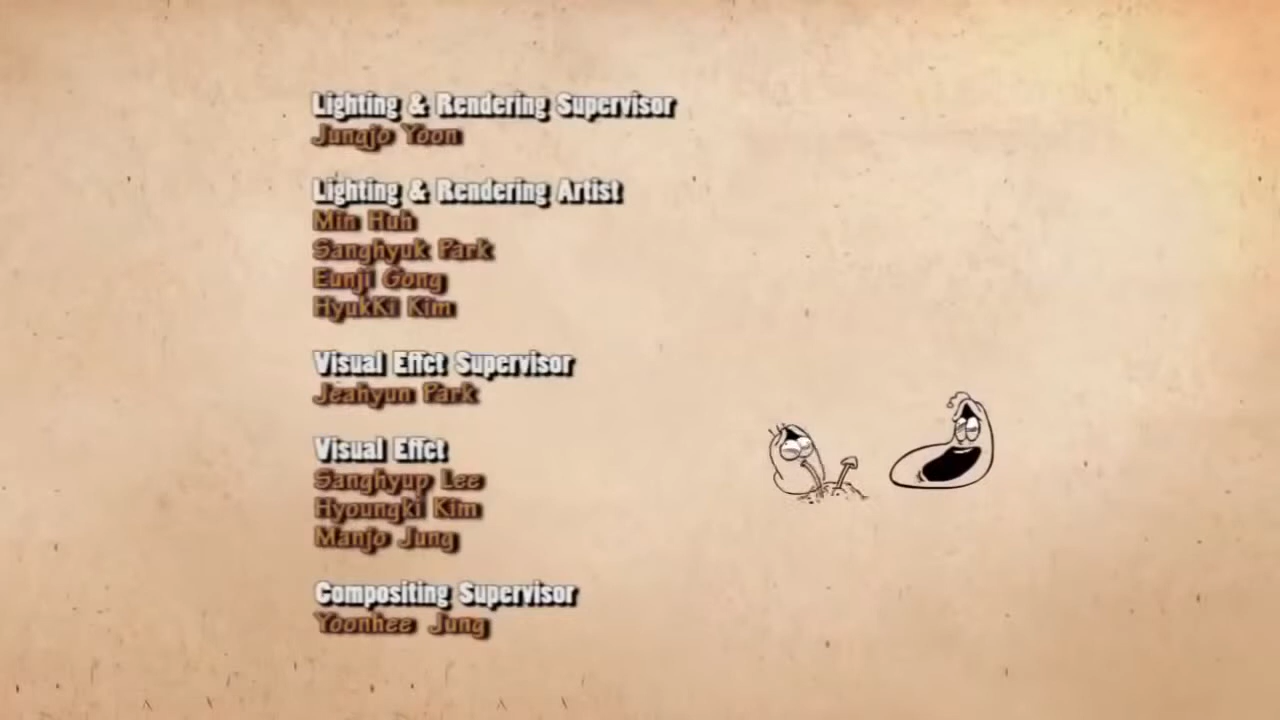 Lighting & Rendering Supervisor
Jungjo Yoon
Lighting & Rendering Artist
Min Huh
Sanghyuk Park
Eunji Gong
HyukKi Kim
Visual Effct Supervisor
Jeahyun Park
Visual Effct
Sanghyup Lee
Hyoungki Kim
Manjo Jung
Compositing Supervisor
Yoonhee Jung